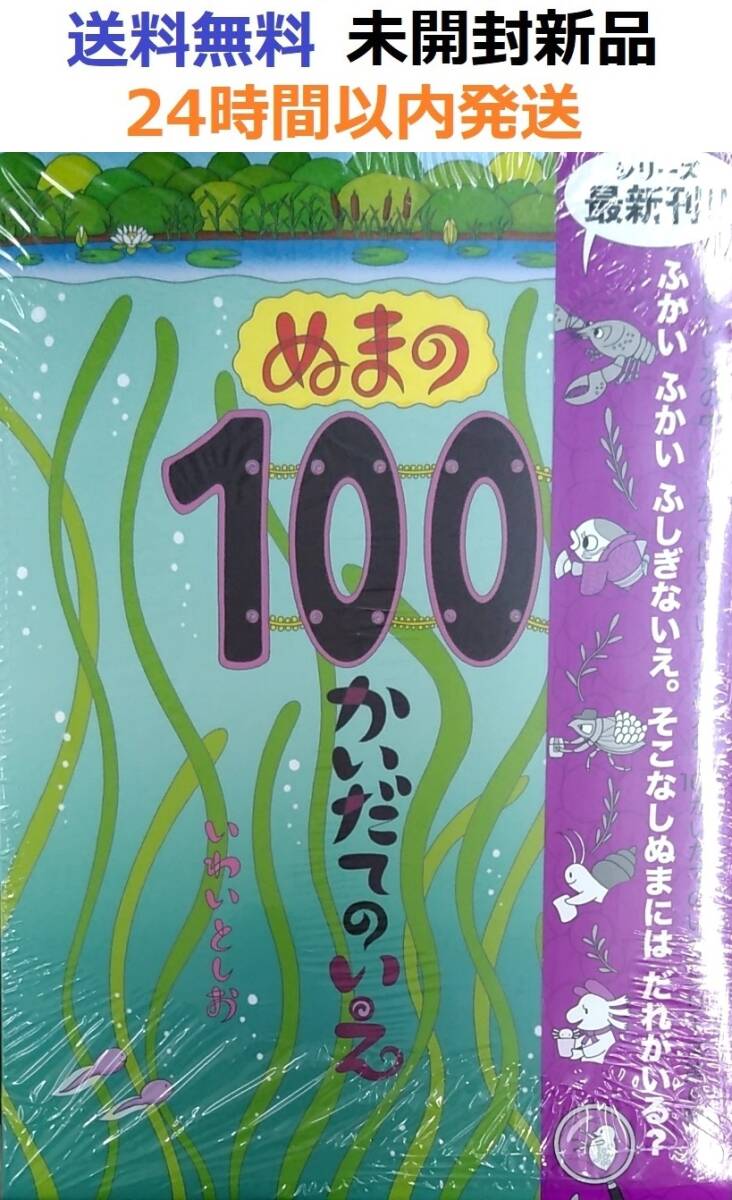 送料無料 未開封新品
24時間以内発送
シリーズ
最新刊!!
ふかい ふかい ふしぎないえ。そこなしぬまには だれがいる?
ぬまの
100
かいだての
いえ
いわいとしお